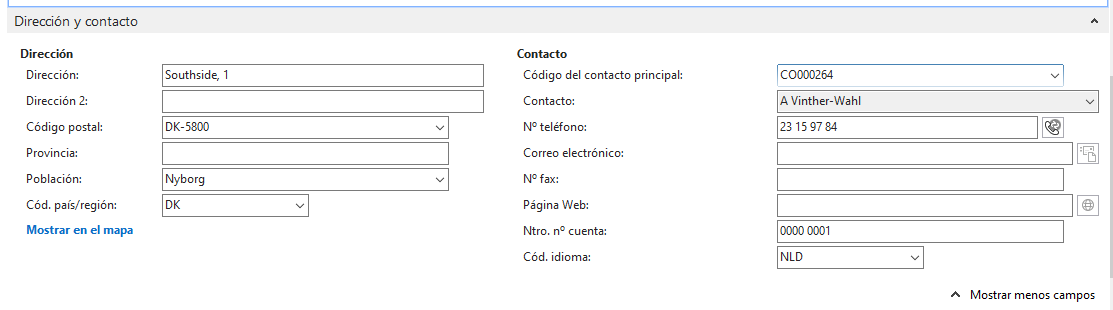 Dirección y contacto
Dirección
Dirección: Southside, 1
Dirección 2:
Código postal: DK-5800
Provincia:
Población: Nyborg
Cód. país/región: DK
Mostrar en el mapa
Contacto
Código del contacto principal: CO000264
Contacto: A Vinther-Wahl
Nº teléfono: 23 15 97 84
Correo electrónico:
Nº fax:
Página Web:
Ntro. nº cuenta: 0000 0001
Cód. idioma: NLD
Mostrar menos campos